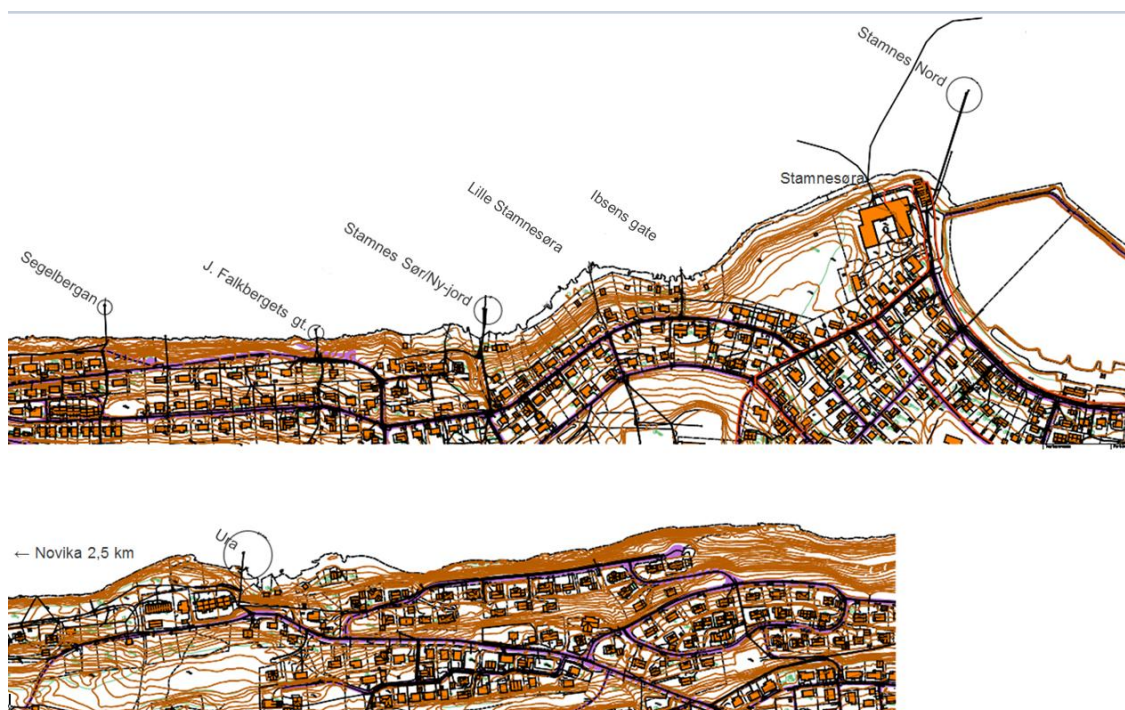 Stamnes Nord
Stamnesøra
Ibsens gate
Lille Stamnesøra
Stamnes Sør/Ny-jord
J. Falkbergets gt.
Segelbergan
Ura
← Novika 2,5 km